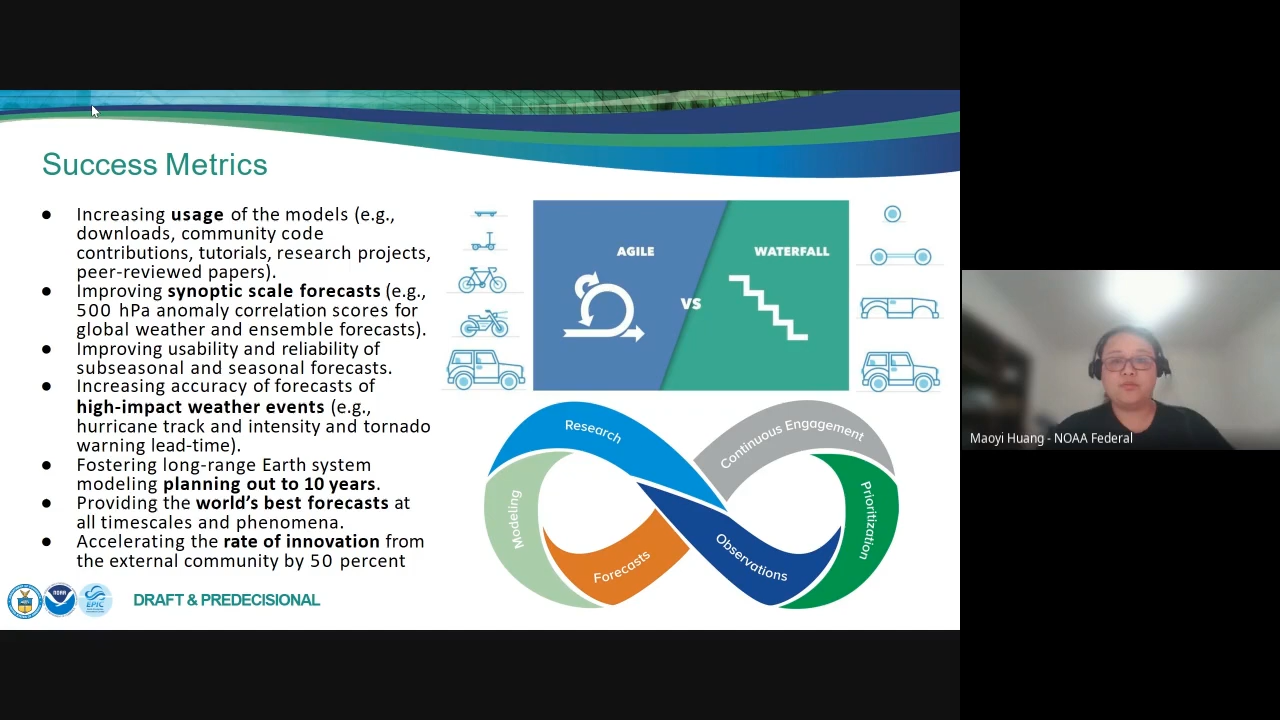 Success Metrics
● Increasing usage of the models (e.g.,
downloads, community code
contributions, tutorials, research projects,
peer-reviewed papers).
● Improving synoptic scale forecasts (e.g.,
500 hPa anomaly correlation scores for
global weather and ensemble forecasts).
● Improving usability and reliability of
subseasonal and seasonal forecasts.
● Increasing accuracy of forecasts of
high-impact weather events (e.g.,
hurricane track and intensity and tornado
warning lead-time).
● Fostering long-range Earth system
modeling planning out to 10 years.
● Providing the world's best forecasts at
all timescales and phenomena.
● Accelerating the rate of innovation from
the external community by 50 percent
AGILE
VS
WATERFALL
Research
Continuous Engagement
Modeling
Prioritization
Forecasts
Observations
NOAA
EPIC
DRAFT & PREDECISIONAL
Maoyi Huang - NOAA Federal